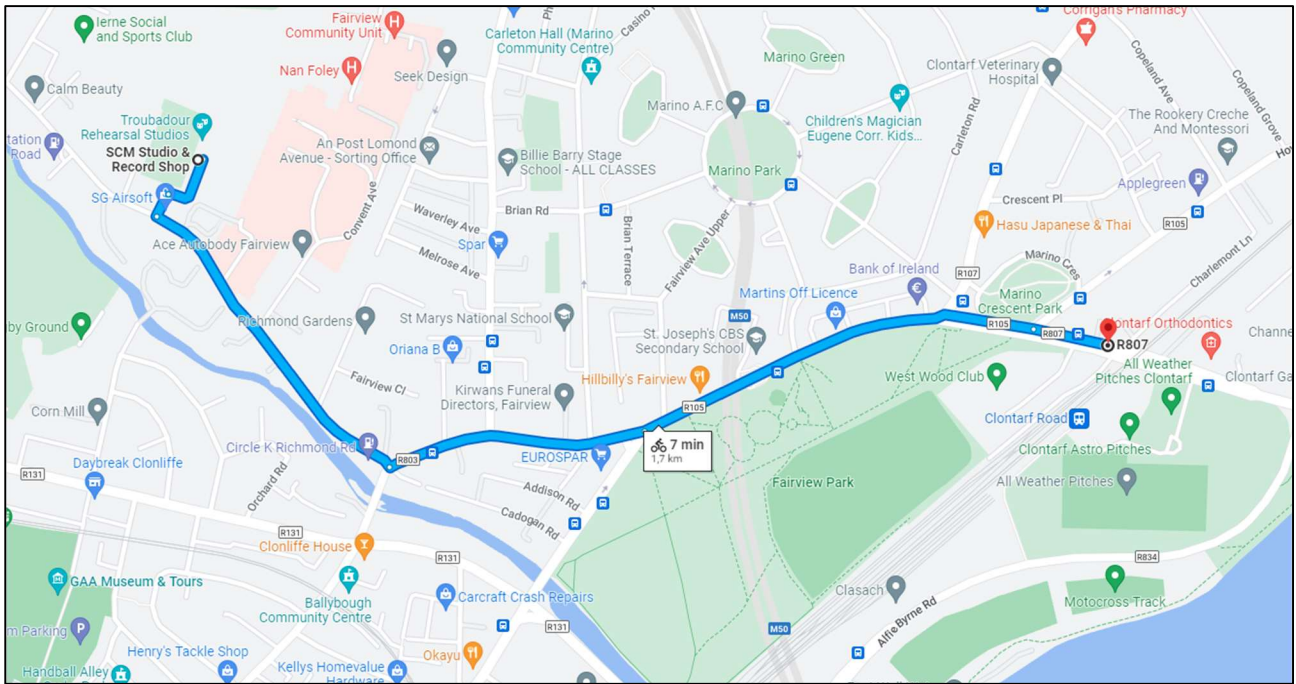 Ierne Social
and Sports Club
Fairview
Community Unit
Carleton Hall (Marino
Community Centre)
Casino
Corrigan's Pharmacy
Marino Green
Clontarf Veterinary
Hospital
Copeland Ave
Copeland Grove
Nan Foley
Seek Design
Calm Beauty
Marino A.F.C
Children's Magician
Eugene Corr. Kids...
Carleton Rd
The Rookery Creche
And Montessori
Troubadour
Rehearsal Studios
SCM Studio &
Record Shop
tation
Road
An Post Lomond
Avenue - Sorting Office
Billie Barry Stage
School - ALL CLASSES
Marino Park
Applegreen
Crescent Pl
SG Airsoft
Convent Ave
Waverley Ave
Brian Rd
Brian Terrace
Fairview Ave Upper
Hasu Japanese & Thai
R105
Charlemont Ln
Ace Autobody Fairview
Melrose Ave
Spar
Marino Cres
Bank of Ireland
R107
Martins Off Licence
Marino
Crescent Park
M50
Richmond Gardens
St Marys National School
St. Joseph's CBS
Secondary School
R105
R807
Clontarf Orthodontics
R807
by Ground
Oriana B
All Weather
Pitches Clontarf
Channe
Clontarf Ga
Fairview Cl
Kirwans Funeral
Directors, Fairview
Hillbilly's Fairview
West Wood Club
R105
Corn Mill
Clontarf Road
Clontarf Astro Pitches
Circle K Richmond Rd
R803
7 min
1,7 km
EUROSPAR
Daybreak Clonliffe
R131
Orchard Rd
Addison Rd
Cadogan Rd
Fairview Park
All Weather Pitches
R131
Clonliffe House
R131
R834
GAA Museum & Tours
Ballybough
Community Centre
Carcraft Crash Repairs
Clasach
Motocross Track
Alfie Byrne Rd
m Parking
R131
M50
Henry's Tackle Shop
Okayu
Handball Alley
Kellys Homevalue
Hardware